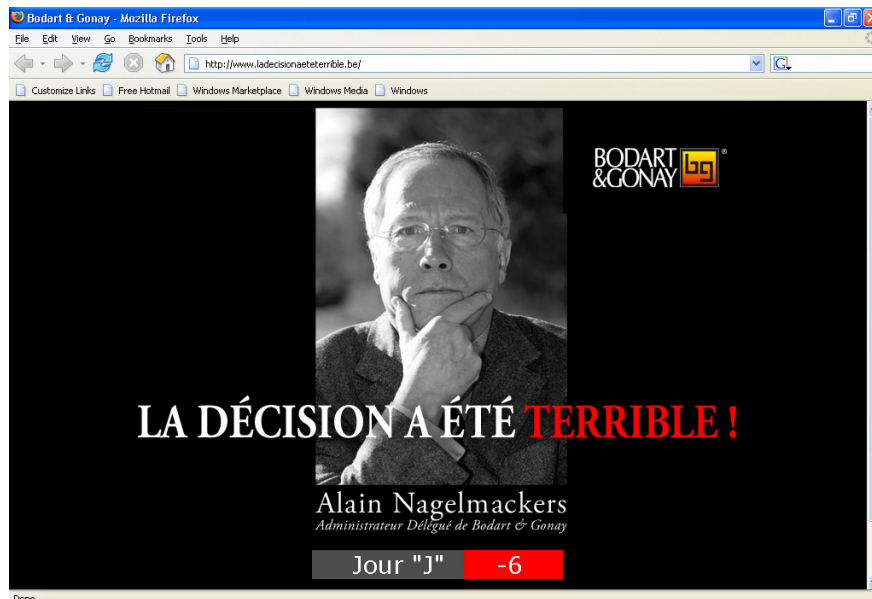 Bodart & Gonay - Mozilla Firefox
File Edit View Go Bookmarks Tools Help
http://www.ladecisionaeteterrible.be/
G
Customize Links Free Hotmail Windows Marketplace Windows Media Windows
BODART
&GONAY bg ®
LA DÉCISION A ÉTÉ TERRIBLE !
Alain Nagelmackers
Administrateur Délégué de Bodart & Gonay
Jour "J" -6
Done